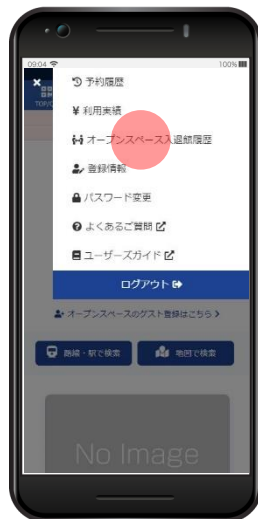 09:04 100%
予約履歴
TOP/
¥ 利用実績
オープンスペース入退館履歴
登録情報
パスワード変更
よくあるご質問
ユーザーズガイド
ログアウト
オープンスペースのゲスト登録はこちら
路線・駅で検索 地図で検索
No Image